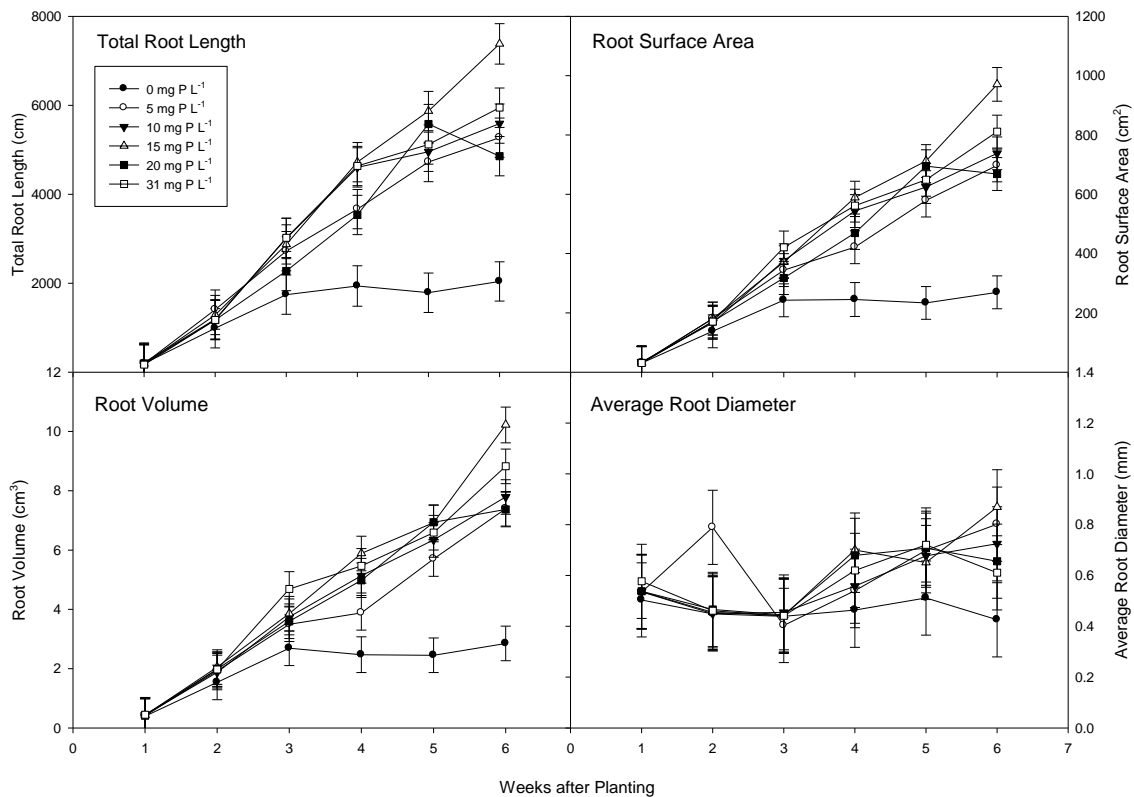 Total Root Length
0 mg P L⁻¹
5 mg P L⁻¹
10 mg P L⁻¹
15 mg P L⁻¹
20 mg P L⁻¹
31 mg P L⁻¹
Total Root Length (cm)
8000
6000
4000
2000
12
Root Surface Area
1200
1000
800
600
400
200
1.4
Root Surface Area (cm²)
Root Volume
Root Volume (cm³)
10
8
6
4
2
0
0 1 2 3 4 5 6
Average Root Diameter
1.2
1.0
0.8
0.6
0.4
0.2
0.0
Average Root Diameter (mm)
0 1 2 3 4 5 6 7
Weeks after Planting